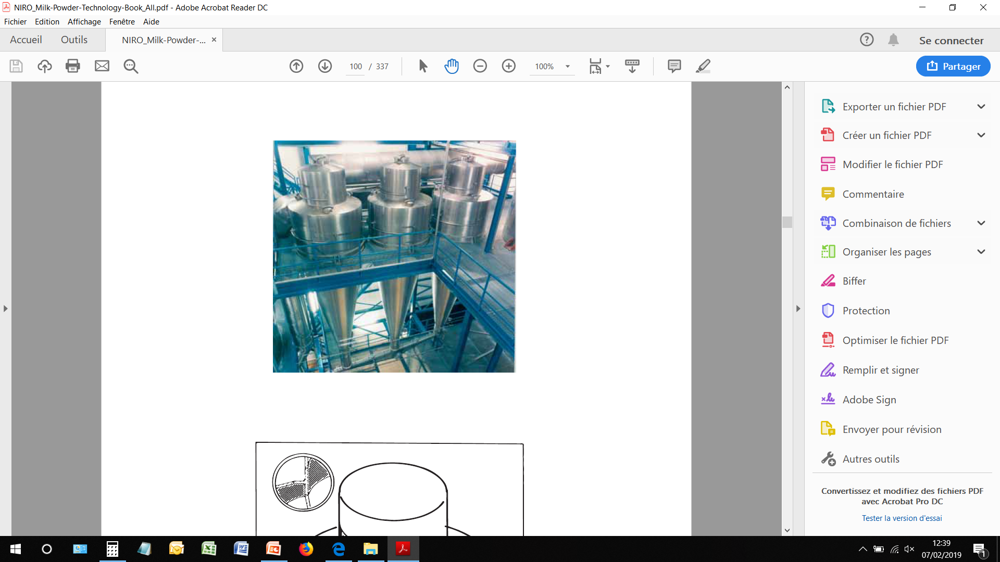 NIRO_Milk-Powder-Technology-Book_All.pdf - Adobe Acrobat Reader DC
Fichier Edition Affichage Fenêtre Aide
Accueil Outils NIRO_Milk-Powder-... × ? Se connecter
100 / 337 100% Partager
Exporter un fichier PDF
Créer un fichier PDF
Modifier le fichier PDF
Commentaire
Combinaison de fichiers
Organiser les pages
Biffer
Protection
Optimiser le fichier PDF
Remplir et signer
Adobe Sign
Envoyer pour révision
Autres outils
Convertissez et modifiez des fichiers PDF
avec Acrobat Pro DC
Tester la version d'essai
12:39
07/02/2019
1